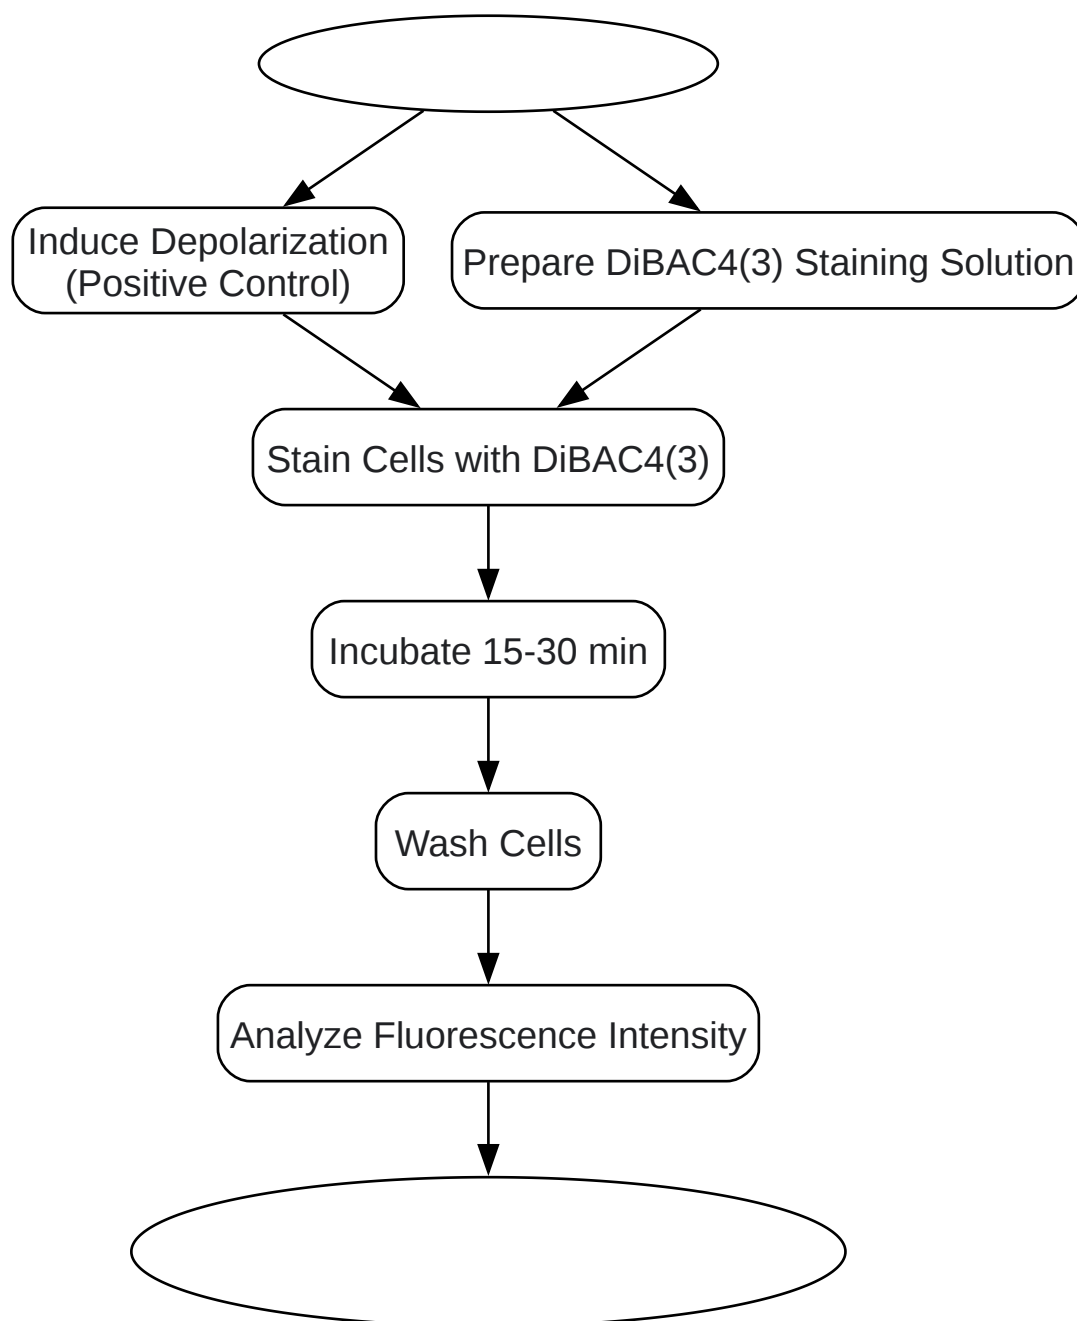 Induce Depolarization
(Positive Control)
Prepare DiBAC4(3) Staining Solution
Stain Cells with DiBAC4(3)
Incubate 15-30 min
Wash Cells
Analyze Fluorescence Intensity